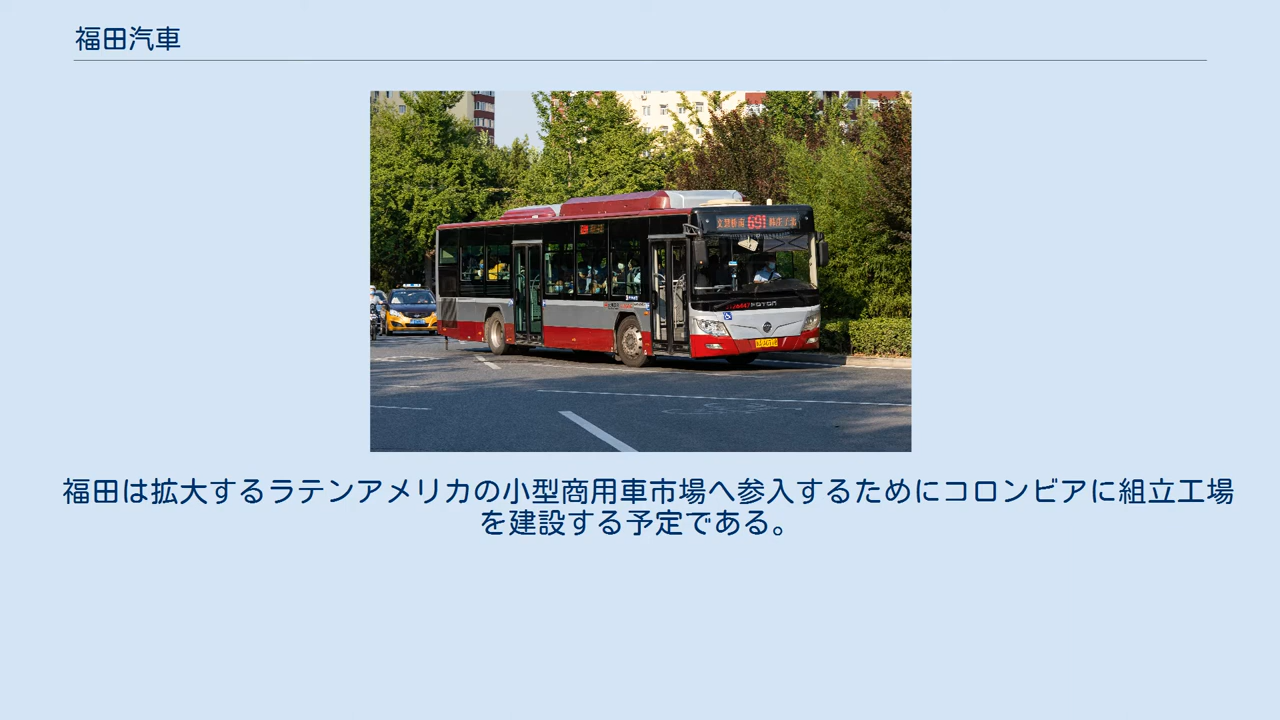 福田汽車
691
FOTON
福田は拡大するラテンアメリカの小型商用車市場へ参入するためにコロンビアに組立工場
を建設する予定である。